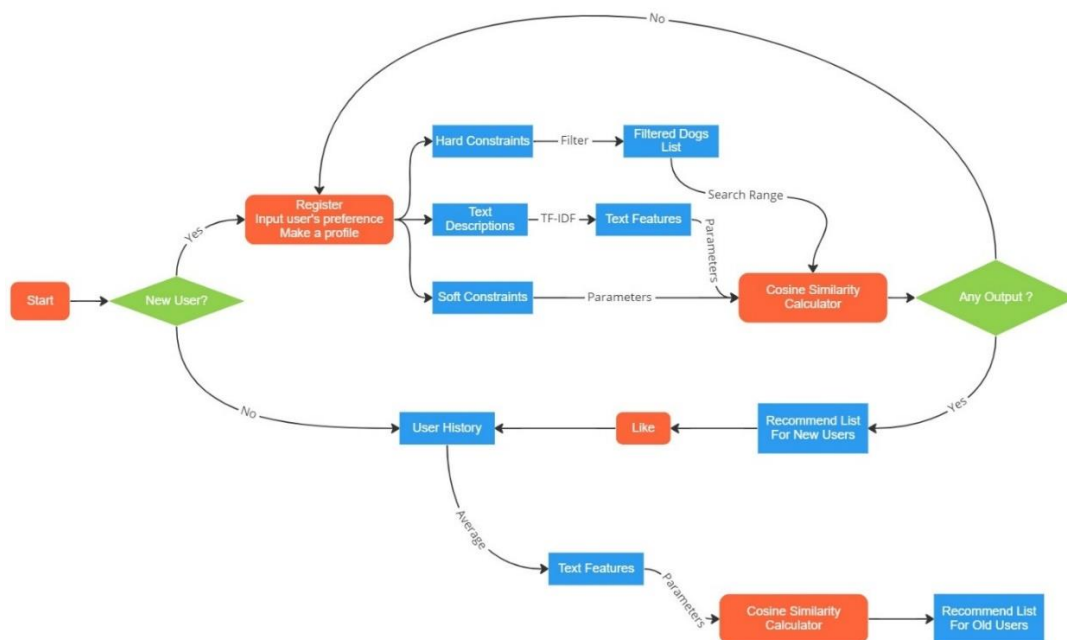 No
Hard Constraints
Filter
Filtered Dogs
List
Search Range
Register
Input user's preference
Make a profile
Text
Descriptions
TF-IDF
Text Features
Parameters
Yes
Start
New User?
Soft Constraints
Parameters
Cosine Similarity
Calculator
Any Output ?
No
User History
Like
Recommend List
For New Users
Yes
Average
Text Features
Parameters
Cosine Similarity
Calculator
Recommend List
For Old Users